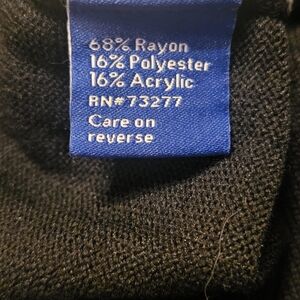 68% Rayon
16% Polyester
16% Acrylic
RN#73277
Care on
reverse